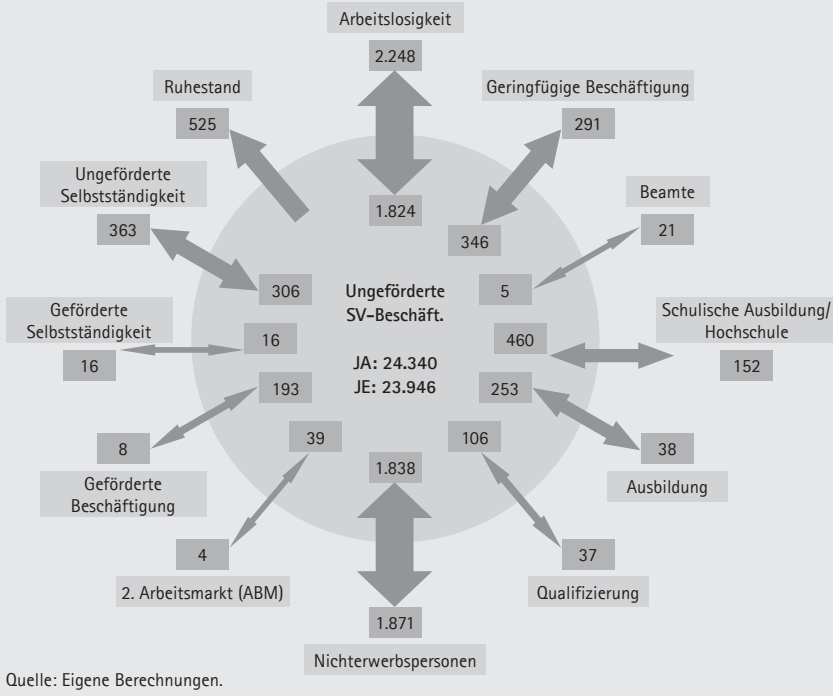 Arbeitslosigkeit
2.248
1.824
Geringfügige Beschäftigung
291
346
Beamte
21
5
Schulische Ausbildung/
Hochschule
152
460
253
38
Ausbildung
106
37
Qualifizierung
1.838
1.871
Nichterwerbspersonen
39
4
2. Arbeitsmarkt (ABM)
193
8
Geförderte
Beschäftigung
Geförderte
Selbstständigkeit
16
16
Ungeförderte
Selbstständigkeit
363
306
Ruhestand
525
Ungeförderte
SV-Beschäft.
JA: 24.340
JE: 23.946
Quelle: Eigene Berechnungen.